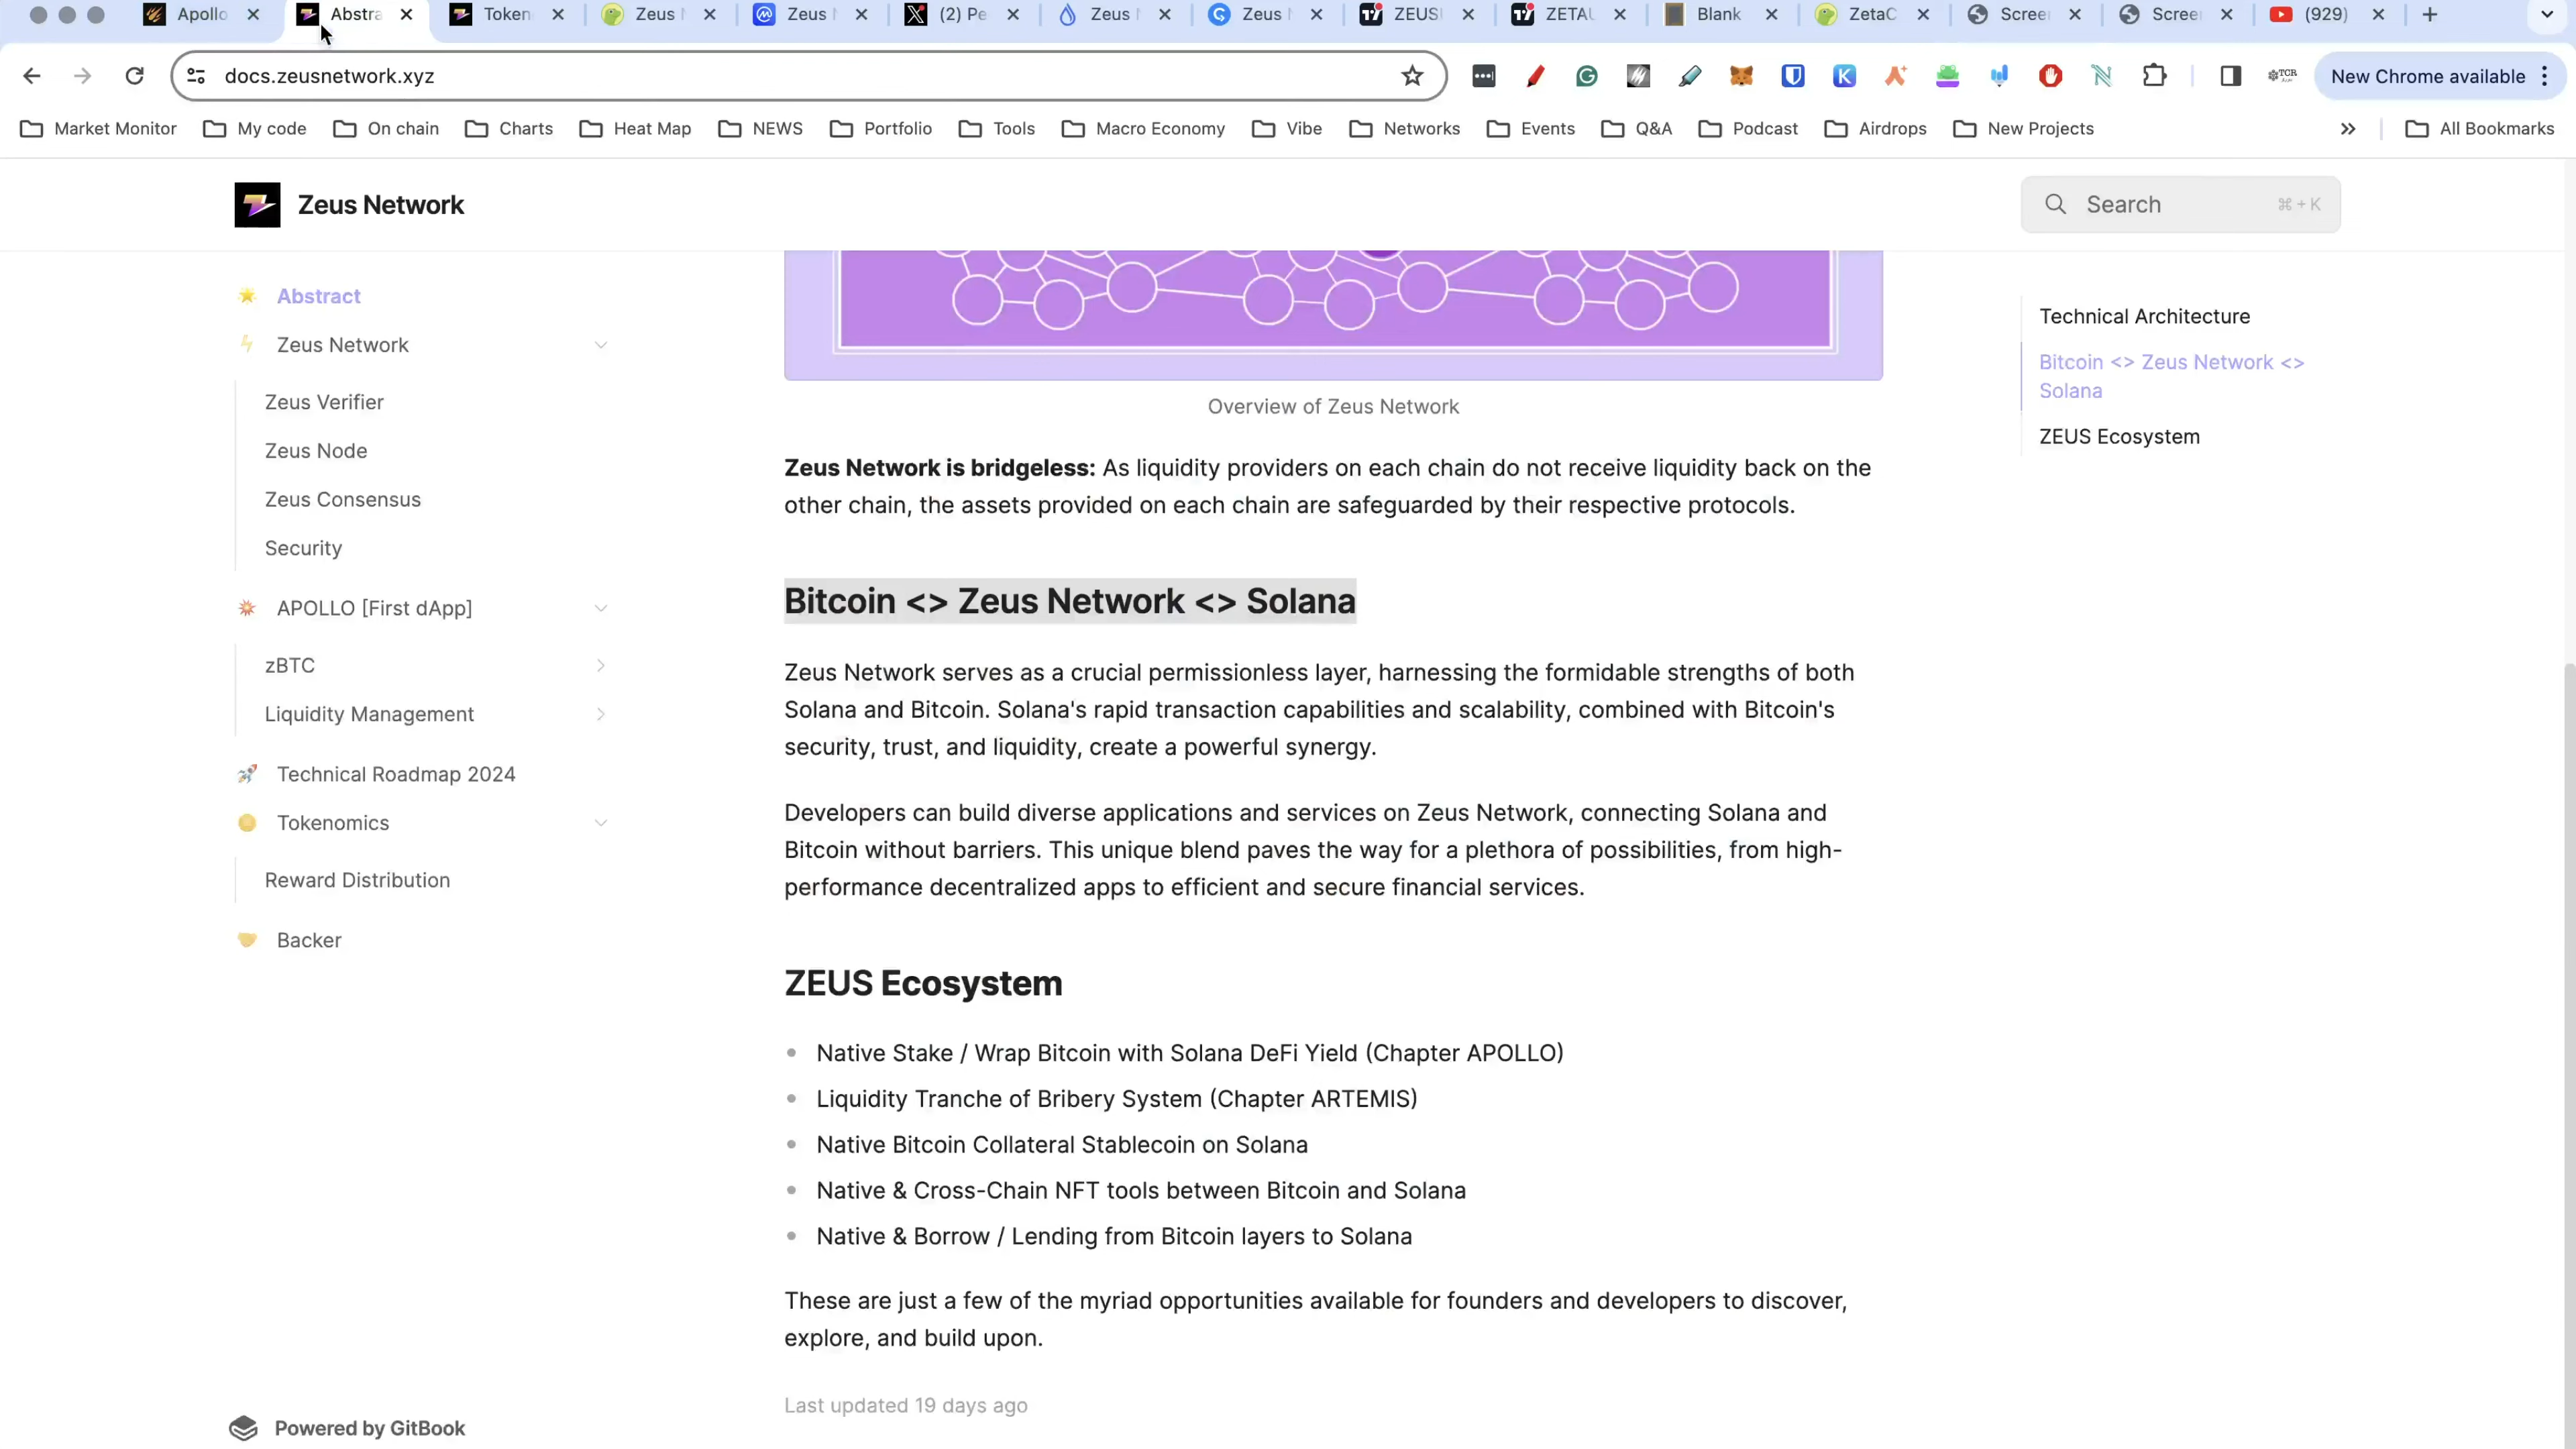 Apollo
Abstra
Token
Zeus
Zeus
(2) Pe
Zeus
Zeus
ZEUS
ZETAU
Blank
ZetaC
Scree
Scree
(929)
docs.zeusnetwork.xyz
New Chrome available
Market Monitor
My code
On chain
Charts
Heat Map
NEWS
Portfolio
Tools
Macro Economy
Vibe
Networks
Events
Q&A
Podcast
Airdrops
New Projects
All Bookmarks
Zeus Network
Search
⌘ + K
Abstract
Zeus Network
Zeus Verifier
Zeus Node
Zeus Consensus
Security
APOLLO [First dApp]
zBTC
Liquidity Management
Technical Roadmap 2024
Tokenomics
Reward Distribution
Backer
Powered by GitBook
Overview of Zeus Network
Zeus Network is bridgeless: As liquidity providers on each chain do not receive liquidity back on the
other chain, the assets provided on each chain are safeguarded by their respective protocols.
Bitcoin <> Zeus Network <> Solana
Zeus Network serves as a crucial permissionless layer, harnessing the formidable strengths of both
Solana and Bitcoin. Solana's rapid transaction capabilities and scalability, combined with Bitcoin's
security, trust, and liquidity, create a powerful synergy.
Developers can build diverse applications and services on Zeus Network, connecting Solana and
Bitcoin without barriers. This unique blend paves the way for a plethora of possibilities, from high-
performance decentralized apps to efficient and secure financial services.
ZEUS Ecosystem
Native Stake / Wrap Bitcoin with Solana DeFi Yield (Chapter APOLLO)
Liquidity Tranche of Bribery System (Chapter ARTEMIS)
Native Bitcoin Collateral Stablecoin on Solana
Native & Cross-Chain NFT tools between Bitcoin and Solana
Native & Borrow / Lending from Bitcoin layers to Solana
These are just a few of the myriad opportunities available for founders and developers to discover,
explore, and build upon.
Last updated 19 days ago
Technical Architecture
Bitcoin <> Zeus Network <>
Solana
ZEUS Ecosystem